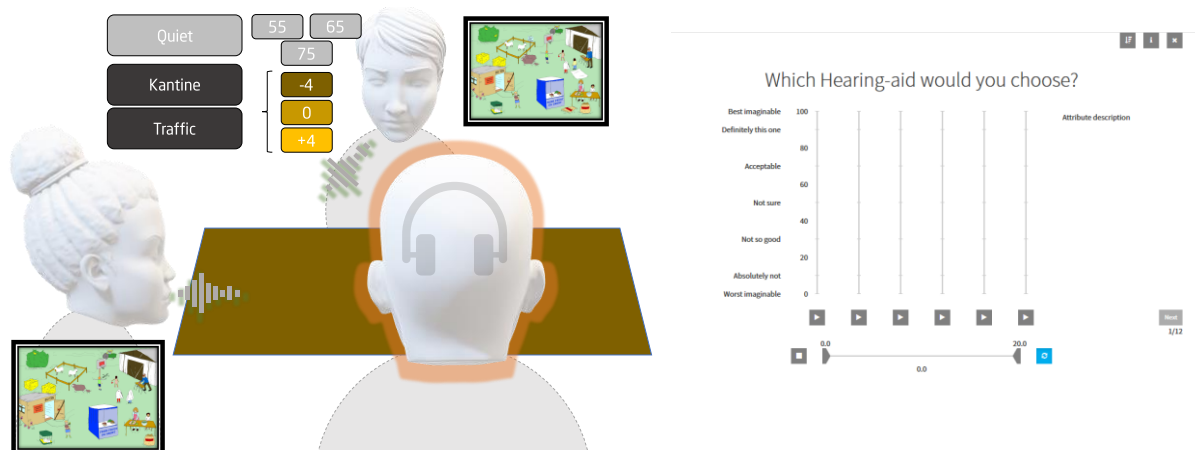 Quiet
55 65
75
Kantine
-4
0
Traffic
+4
Which Hearing-aid would you choose?
Best imaginable 100
Definitely this one
80
Acceptable
60
Not sure
40
Not so good
20
Absolutely not
Worst imaginable 0
Attribute description
Next
1/12
0.0 20.0
0.0